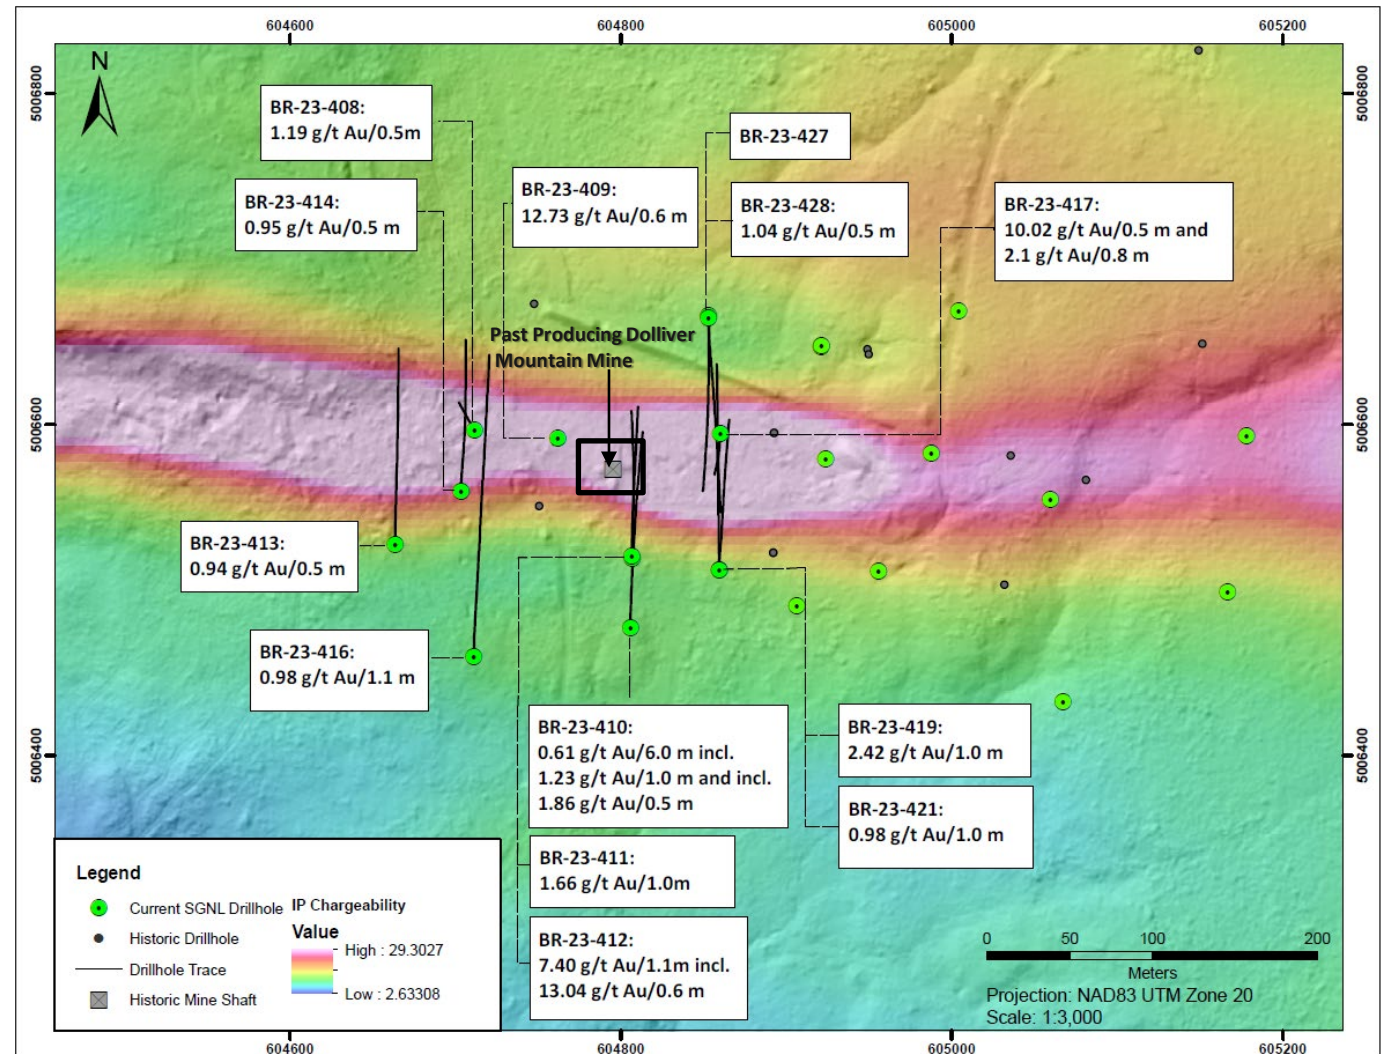 604600
604800
605000
605200
N
5006800
5006800
BR-23-408:
1.19 g/t Au/0.5m
BR-23-427
BR-23-414:
0.95 g/t Au/0.5 m
BR-23-409:
12.73 g/t Au/0.6 m
BR-23-428:
1.04 g/t Au/0.5 m
BR-23-417:
10.02 g/t Au/0.5 m and
2.1 g/t Au/0.8 m
Past Producing Dolliver
Mountain Mine
5006600
5006600
BR-23-413:
0.94 g/t Au/0.5 m
BR-23-416:
0.98 g/t Au/1.1 m
BR-23-410:
0.61 g/t Au/6.0 m incl.
1.23 g/t Au/1.0 m and incl.
1.86 g/t Au/0.5 m
BR-23-419:
2.42 g/t Au/1.0 m
5006400
5006400
BR-23-421:
0.98 g/t Au/1.0 m
BR-23-411:
1.66 g/t Au/1.0m
BR-23-412:
7.40 g/t Au/1.1m incl.
13.04 g/t Au/0.6 m
Legend
Current SGNL Drillhole
Historic Drillhole
Drillhole Trace
Historic Mine Shaft
IP Chargeability
Value
High : 29.3027
Low : 2.63308
0 50 100 200
Meters
Projection: NAD83 UTM Zone 20
Scale: 1:3,000
604600
604800
605000
605200